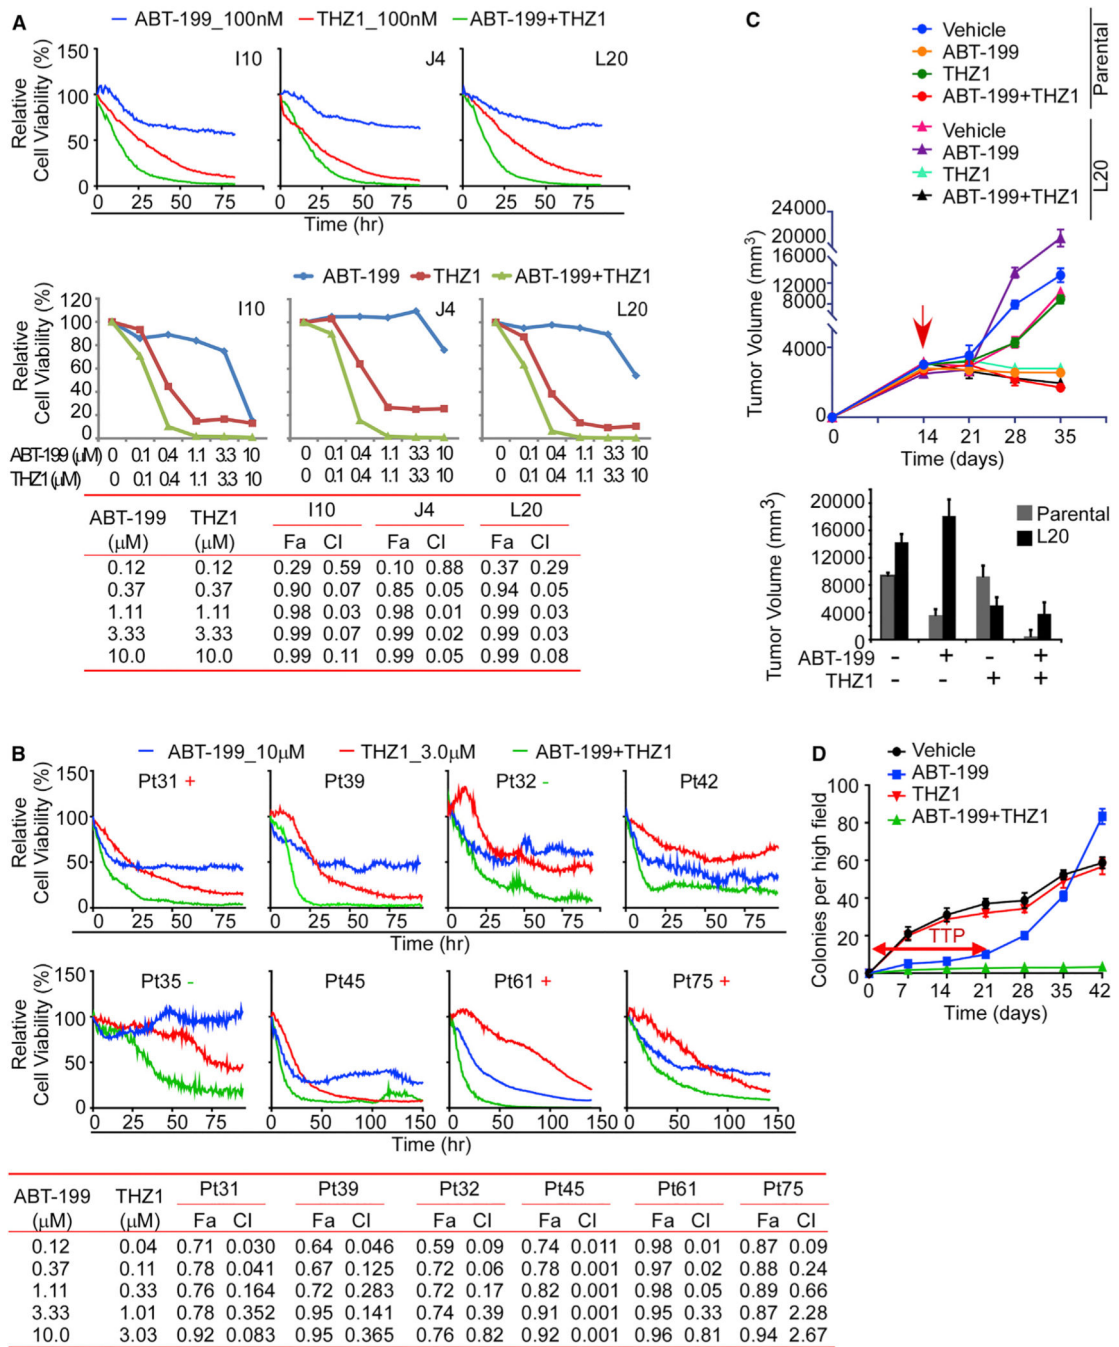 A
ABT-199_100nM THZ1_100nM ABT-199+THZ1
Relative
Cell Viability (%)
150
100
50
0
I10
J4
L20
0 25 50 75 0 25 50 75 0 25 50 75
Time (hr)
ABT-199 THZ1 ABT-199+THZ1
Relative
Cell Viability (%)
120
100
80
60
40
20
0
I10
J4
L20
ABT-199 (μM) 0 0.1 0.4 1.1 3.3 10 0 0.1 0.4 1.1 3.3 10 0 0.1 0.4 1.1 3.3 10
THZ1 (μM) 0 0.1 0.4 1.1 3.3 10 0 0.1 0.4 1.1 3.3 10 0 0.1 0.4 1.1 3.3 10
ABT-199 THZ1 I10 J4 L20
(μM) (μM) Fa CI Fa CI Fa CI
0.12 0.12 0.29 0.59 0.10 0.88 0.37 0.29
0.37 0.37 0.90 0.07 0.85 0.05 0.94 0.05
1.11 1.11 0.98 0.03 0.98 0.01 0.99 0.03
3.33 3.33 0.99 0.07 0.99 0.02 0.99 0.03
10.0 10.0 0.99 0.11 0.99 0.05 0.99 0.08
B
ABT-199_10μM THZ1_3.0μM ABT-199+THZ1
Relative
Cell Viability (%)
150
100
50
0
Pt31 +
Pt39
Pt32 -
Pt42
0 25 50 75 0 25 50 75 0 25 50 75 0 25 50 75
Time (hr)
Relative
Cell Viability (%)
150
100
50
0
Pt35 -
Pt45
Pt61 +
Pt75 +
0 25 50 75 0 50 100 150 0 50 100 150 0 50 100 150
Time (hr)
ABT-199 THZ1 Pt31 Pt39 Pt32 Pt45 Pt61 Pt75
(μM) (μM) Fa CI Fa CI Fa CI Fa CI Fa CI Fa CI
0.12 0.04 0.71 0.030 0.64 0.046 0.59 0.09 0.74 0.011 0.98 0.01 0.87 0.09
0.37 0.11 0.78 0.041 0.67 0.125 0.72 0.06 0.78 0.001 0.97 0.02 0.88 0.24
1.11 0.33 0.76 0.164 0.72 0.283 0.72 0.17 0.82 0.001 0.98 0.05 0.89 0.66
3.33 1.01 0.78 0.352 0.95 0.141 0.74 0.39 0.91 0.001 0.95 0.33 0.87 2.28
10.0 3.03 0.92 0.083 0.95 0.365 0.76 0.82 0.92 0.001 0.96 0.81 0.94 2.67
C
Vehicle
ABT-199
THZ1
ABT-199+THZ1
Parental
Vehicle
ABT-199
THZ1
ABT-199+THZ1
L20
Tumor Volume (mm³)
24000
20000
16000
12000
8000
4000
0
0 14 21 28 35
Time (days)
Tumor Volume (mm³)
20000
16000
12000
8000
4000
0
Parental
L20
ABT-199 - + - +
THZ1 - - + +
D
Vehicle
ABT-199
THZ1
ABT-199+THZ1
Colonies per high field
100
80
60
40
20
0
TTP
0 7 14 21 28 35 42
Time (days)